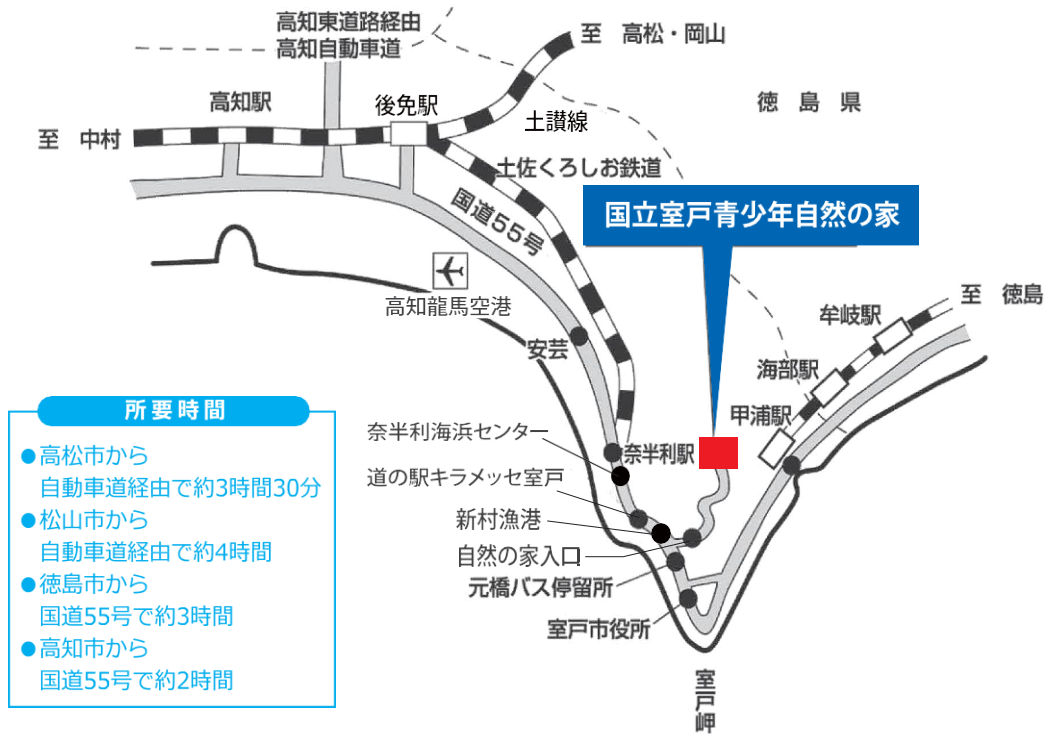 高知東道路経由
高知自動車道
至 高松・岡山
高知駅
後免駅
土讃線
徳島県
至 中村
土佐くろしお鉄道
国道55号
国立室戸青少年自然の家
高知龍馬空港
至 徳島
牟岐駅
安芸
海部駅
甲浦駅
奈半利海浜センター
奈半利駅
道の駅キラメッセ室戸
新村漁港
自然の家入口
元橋バス停留所
室戸市役所
室戸岬
所要時間
●高松市から
自動車道経由で約3時間30分
●松山市から
自動車道経由で約4時間
●徳島市から
国道55号で約3時間
●高知市から
国道55号で約2時間